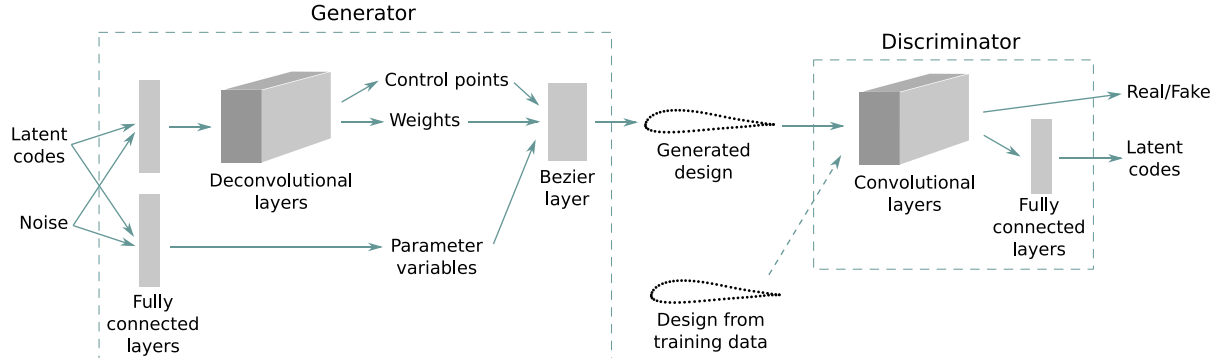 Generator
Latent
codes
Noise
Fully
connected layers
Deconvolutional
layers
Control points
Weights
Parameter
variables
Bezier
layer
Generated
design
Design from
training data
Discriminator
Convolutional
layers
Fully
connected
layers
Real/Fake
Latent
codes